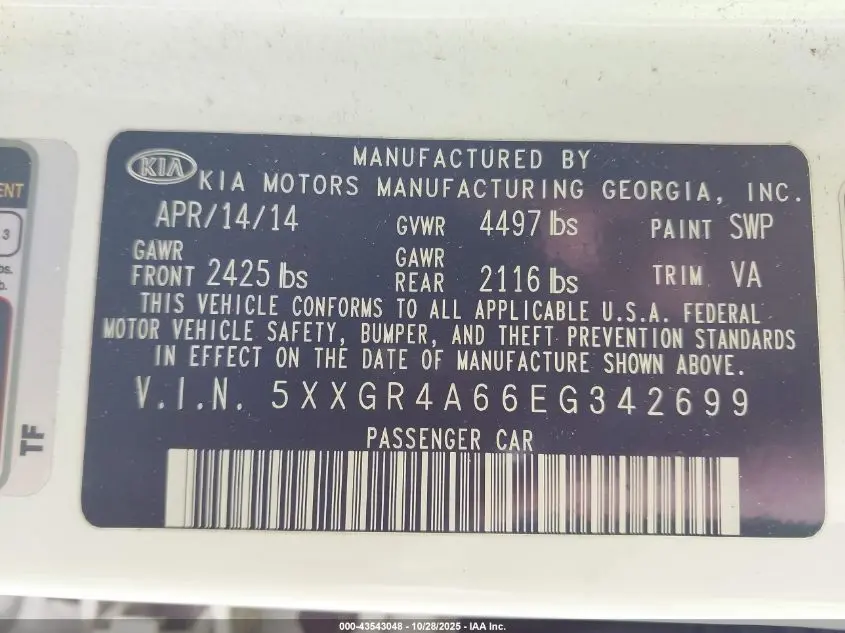 KIA
MANUFACTURED BY
KIA MOTORS MANUFACTURING GEORGIA, INC.
APR/14/14 GVWR 4497 lbs PAINT SWP
GAWR FRONT 2425 lbs GAWR REAR 2116 lbs TRIM VA
THIS VEHICLE CONFORMS TO ALL APPLICABLE U.S.A. FEDERAL
MOTOR VEHICLE SAFETY, BUMPER, AND THEFT PREVENTION STANDARDS
IN EFFECT ON THE DATE OF MANUFACTURE SHOWN ABOVE.
V.I.N. 5XXGR4A66EG342699
PASSENGER CAR
ENT
3
bs.
b.
TF
000-43543048 - 10/28/2025 - IAA Inc.